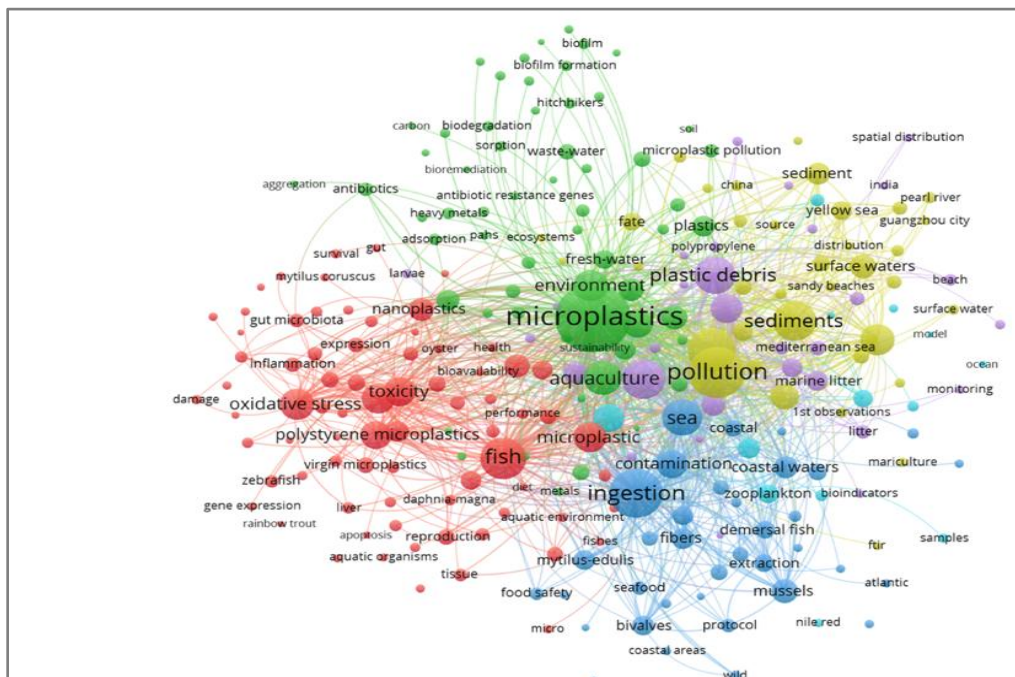 biofilm
biofilm formation
hitchhikers
carbon
biodegradation
soil
sorption
waste-water
microplastic pollution
spatial distribution
bioremediation
sediment
aggregation
antibiotics
antibiotic resistance genes
china
india
pearl river
heavy metals
fate
plastics
source
yellow sea
guangzhou city
adsorption
pahs
ecosystems
polypropylene
distribution
survival
gut
fresh-water
mytilus coruscus
larvae
environment
plastic debris
surface waters
sandy beaches
beach
nanoplastics
microplastics
sediments
surface water
gut microbiota
expression
oyster
health
sustainability
mediterranean sea
model
inflammation
bioavailability
aquaculture
pollution
marine litter
ocean
monitoring
damage
oxidative stress
toxicity
performance
sea
1st observations
coastal
litter
polystyrene microplastics
microplastic
fish
virgin microplastics
contamination
coastal waters
mariculture
zebrafish
diet
metals
ingestion
zooplankton
bioindicators
gene expression
liver
daphnia-magna
rainbow trout
aquatic environment
apoptosis
reproduction
fishes
fibers
demersal fish
samples
aquatic organisms
mytilus-edulis
extraction
ftir
tissue
food safety
seafood
mussels
atlantic
micro
bivalves
protocol
nile red
coastal areas
wild